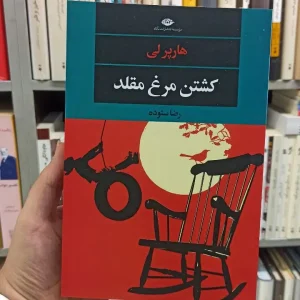 هارپر لی
کشتن مرغ مقلد
رضا ستوده